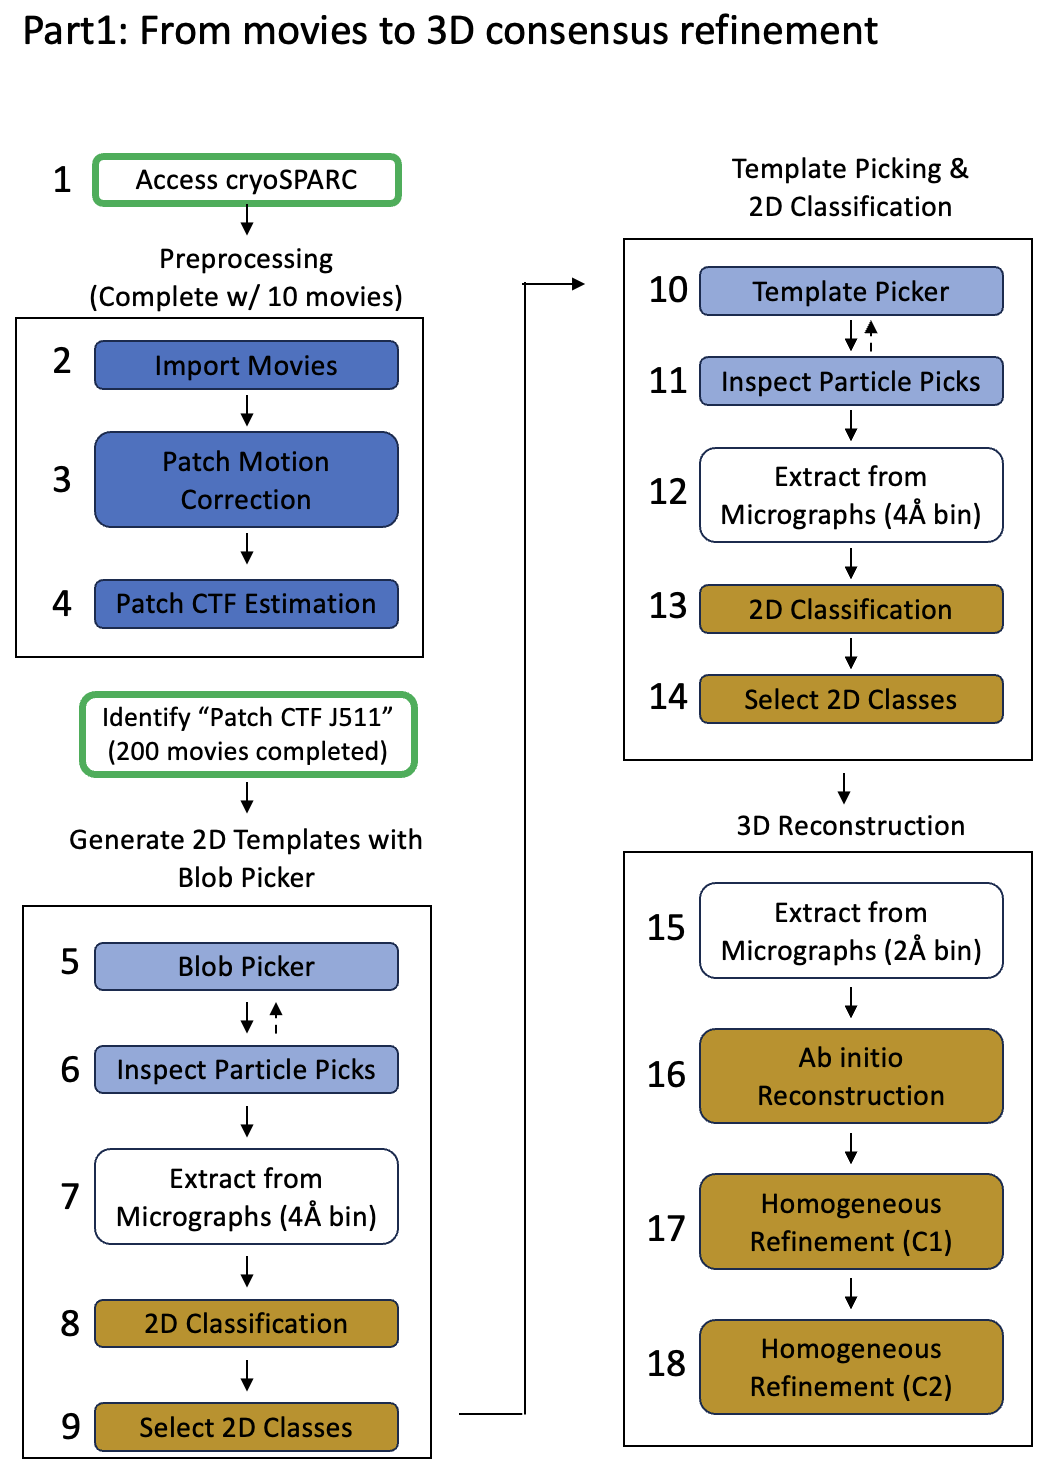 Part1: From movies to 3D consensus refinement
1
Access cryoSPARC
Preprocessing
(Complete w/ 10 movies)
2
Import Movies
3
Patch Motion
Correction
4
Patch CTF Estimation
Identify “Patch CTF J511”
(200 movies completed)
Generate 2D Templates with
Blob Picker
5
Blob Picker
6
Inspect Particle Picks
7
Extract from
Micrographs (4Å bin)
8
2D Classification
9
Select 2D Classes
Template Picking &
2D Classification
10
Template Picker
11
Inspect Particle Picks
12
Extract from
Micrographs (4Å bin)
13
2D Classification
14
Select 2D Classes
3D Reconstruction
15
Extract from
Micrographs (2Å bin)
16
Ab initio
Reconstruction
17
Homogeneous
Refinement (C1)
18
Homogeneous
Refinement (C2)